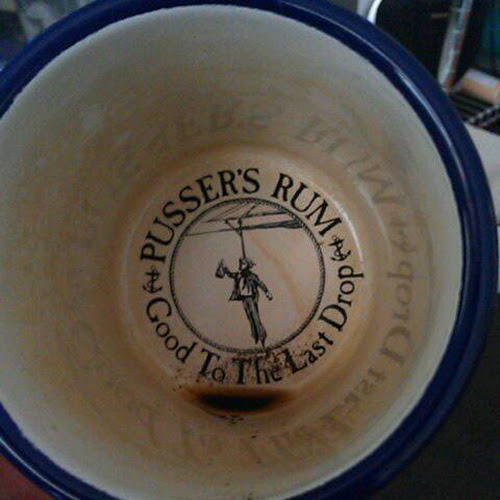 PUSSER'S RUM
Good To The Last Drop